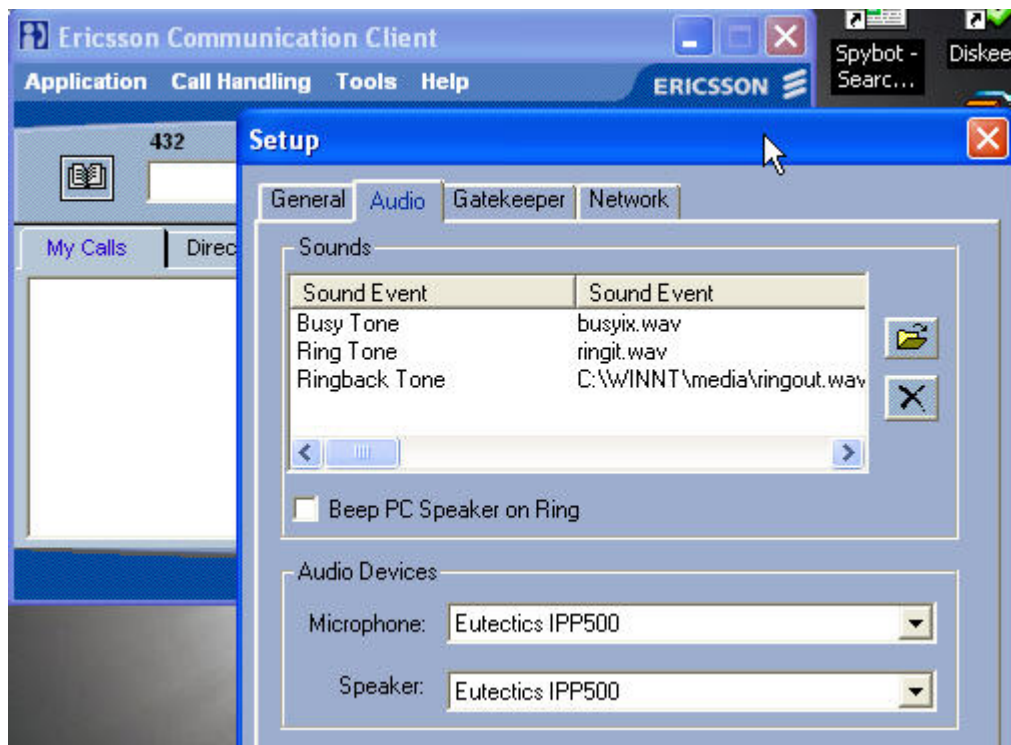 Ericsson Communication Client
Application Call Handling Tools Help
ERICSSON
Spybot -
Searc...
Diskee
432
Setup
General Audio Gatekeeper Network
My Calls Direc
Sounds
Sound Event Sound Event
Busy Tone busyix.wav
Ring Tone ringit.wav
Ringback Tone C:\WINNT\media\ringout.wav
Beep PC Speaker on Ring
Audio Devices
Microphone: Eutectics IPP500
Speaker: Eutectics IPP500